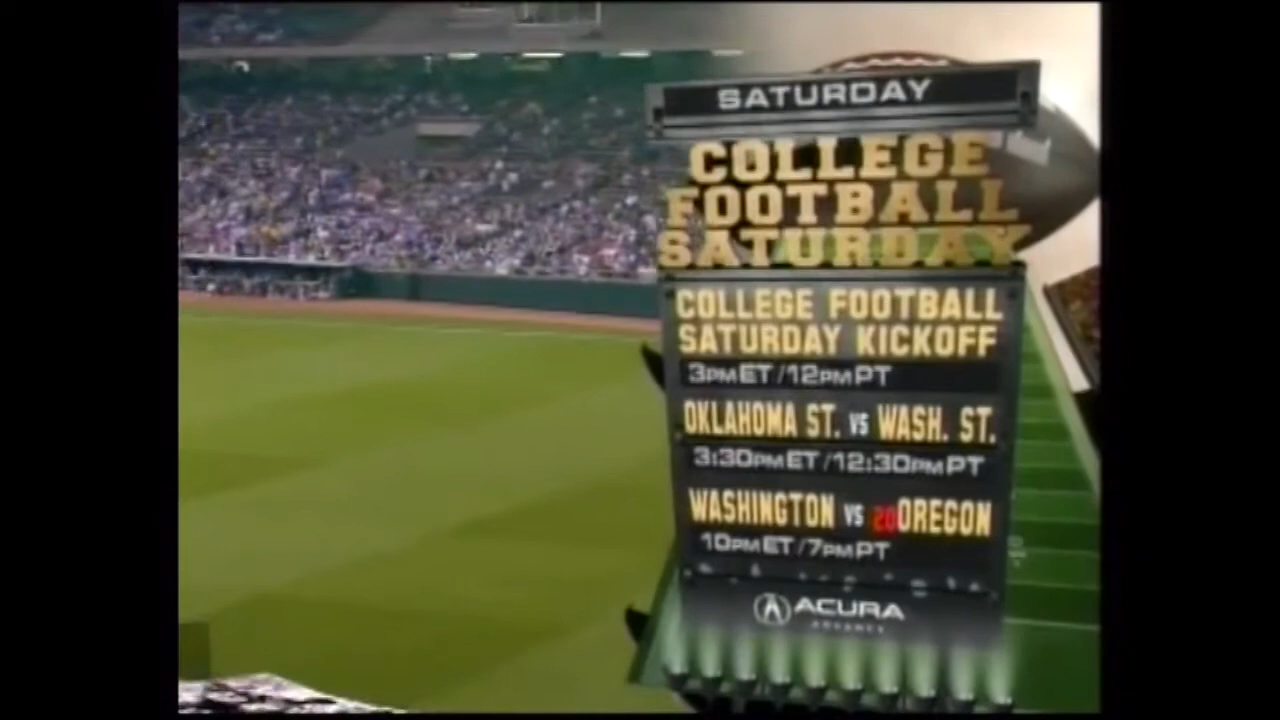 SATURDAY
COLLEGE
FOOTBALL
SATURDAY
COLLEGE FOOTBALL
SATURDAY KICKOFF
3PM ET / 12PM PT
OKLAHOMA ST. VS WASH. ST.
3:30PM ET / 12:30PM PT
WASHINGTON VS 20 OREGON
10PM ET / 7PM PT
ACURA
ADVANCE